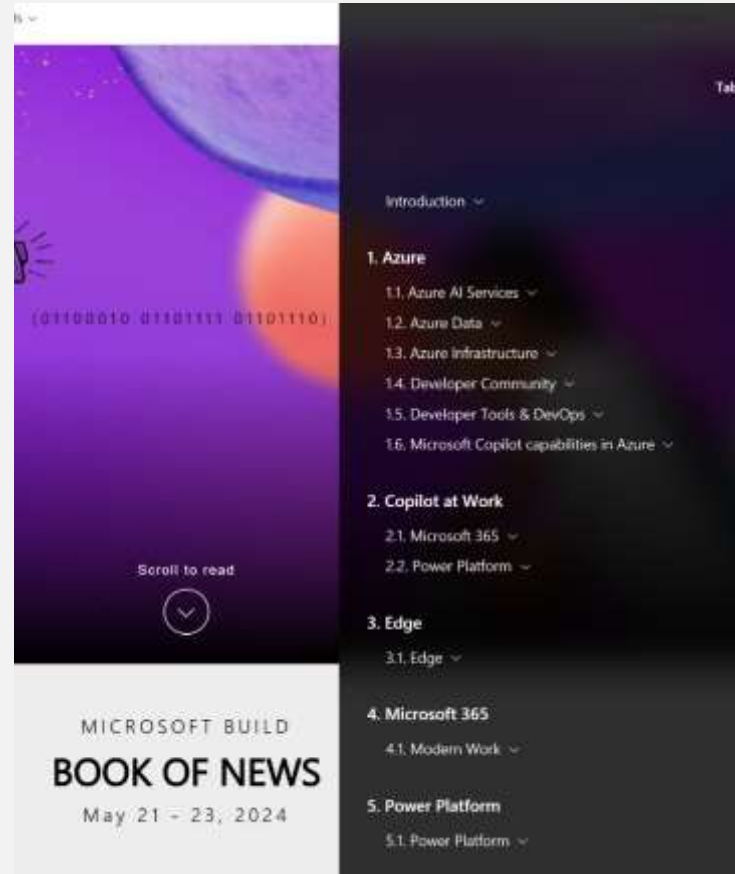 (01100010 01101111 01101110)
Scroll to read
MICROSOFT BUILD
BOOK OF NEWS
May 21 - 23, 2024
Introduction
1. Azure
1.1. Azure AI Services
1.2. Azure Data
1.3. Azure Infrastructure
1.4. Developer Community
1.5. Developer Tools & DevOps
1.6. Microsoft Copilot capabilities in Azure
2. Copilot at Work
2.1. Microsoft 365
2.2. Power Platform
3. Edge
3.1. Edge
4. Microsoft 365
4.1. Modern Work
5. Power Platform
5.1. Power Platform